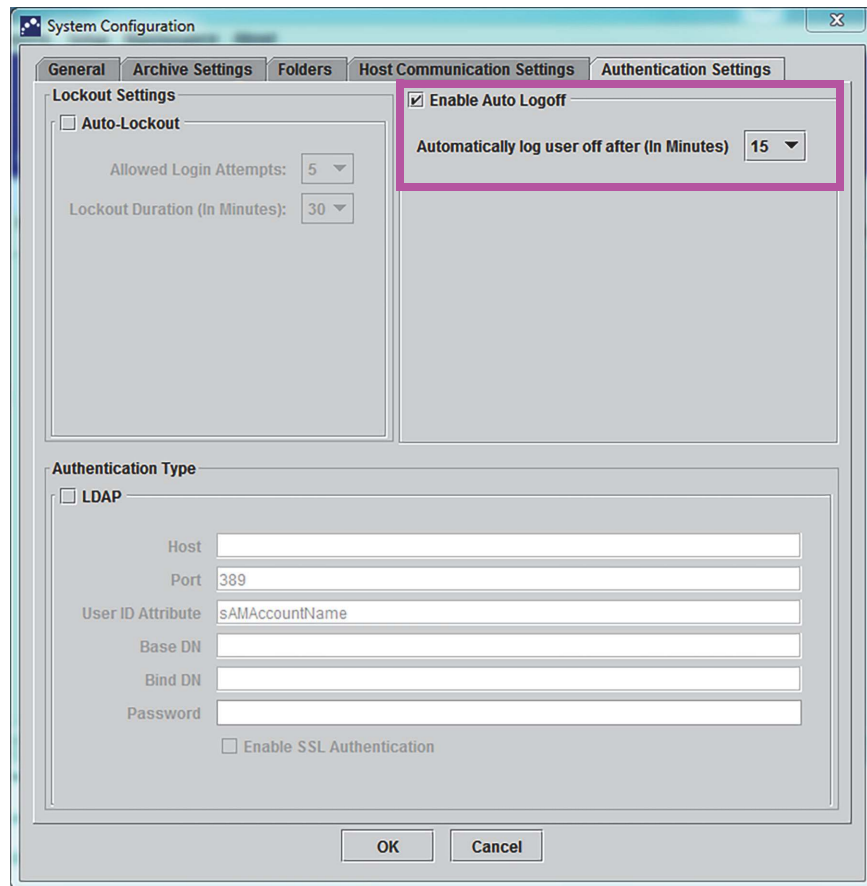 System Configuration
General Archive Settings Folders Host Communication Settings Authentication Settings
Lockout Settings
Auto-Lockout
Allowed Login Attempts: 5
Lockout Duration (In Minutes): 30
Enable Auto Logoff
Automatically log user off after (In Minutes) 15
Authentication Type
LDAP
Host
Port 389
User ID Attribute sAMAccountName
Base DN
Bind DN
Password
Enable SSL Authentication
OK Cancel